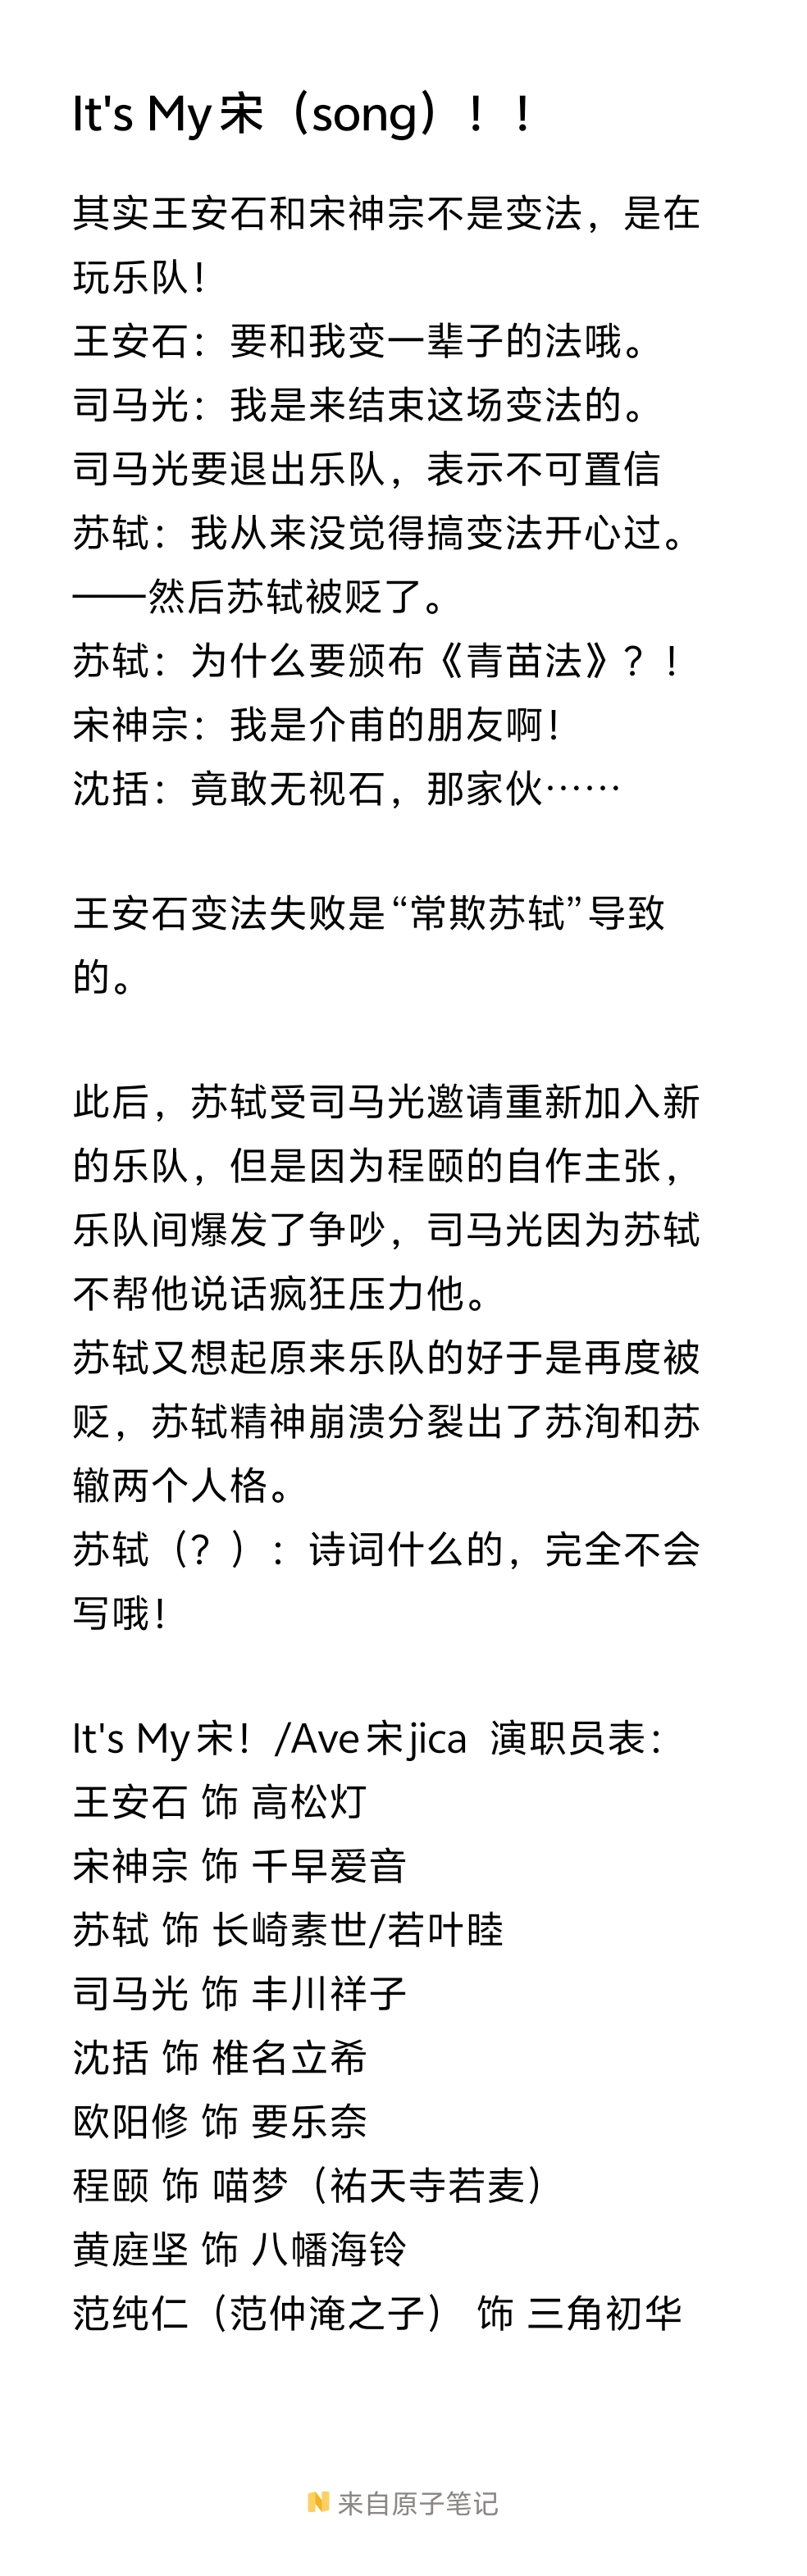 It's My宋（song）！！
其实王安石和宋神宗不是变法，是在
玩乐队！
王安石：要和我变一辈子的法哦。
司马光：我是来结束这场变法的。
司马光要退出乐队，表示不可置信
苏轼：我从来没觉得搞变法开心过。
——然后苏轼被贬了。
苏轼：为什么要颁布《青苗法》？！
宋神宗：我是介甫的朋友啊！
沈括：竟敢无视石，那家伙……
王安石变法失败是“常欺苏轼”导致
的。
此后，苏轼受司马光邀请重新加入新
的乐队，但是因为程颐的自作主张，
乐队间爆发了争吵，司马光因为苏轼
不帮他说话疯狂压力他。
苏轼又想起原来乐队的好于是再度被
贬，苏轼精神崩溃分裂出了苏洵和苏
辙两个人格。
苏轼（？）：诗词什么的，完全不会
写哦！
It's My宋！/Ave宋jica 演职员表：
王安石 饰 高松灯
宋神宗 饰 千早爱音
苏轼 饰 长崎素世/若叶睦
司马光 饰 丰川祥子
沈括 饰 椎名立希
欧阳修 饰 要乐奈
程颐 饰 喵梦（祐天寺若麦）
黄庭坚 饰 八幡海铃
范纯仁（范仲淹之子） 饰 三角初华
来自原子笔记